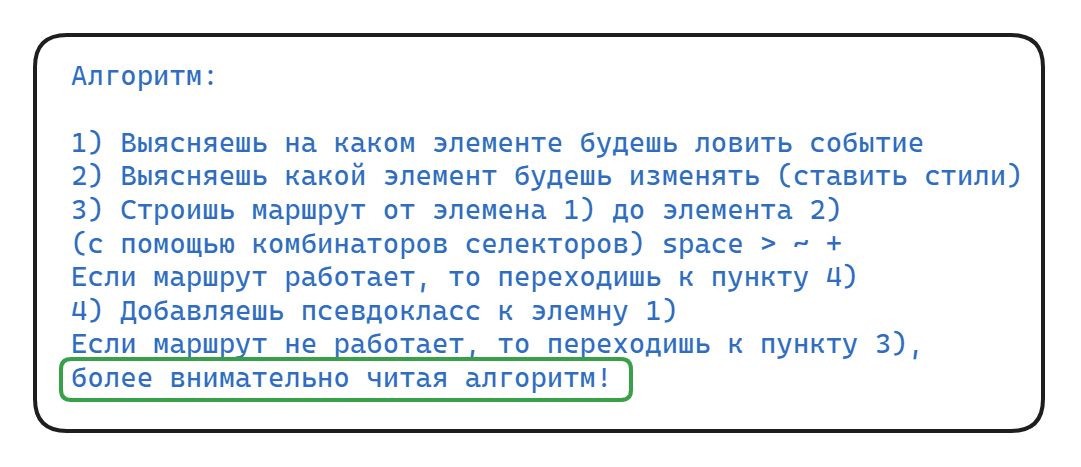 Алгоритм:
1) Выясняешь на каком элементе будешь ловить событие
2) Выясняешь какой элемент будешь изменять (ставить стили)
3) Строишь маршрут от элемена 1) до элемента 2)
(с помощью комбинаторов селекторов) space > ~ +
Если маршрут работает, то переходишь к пункту 4)
4) Добавляешь псевдокласс к элемну 1)
Если маршрут не работает, то переходишь к пункту 3),
более внимательно читая алгоритм!